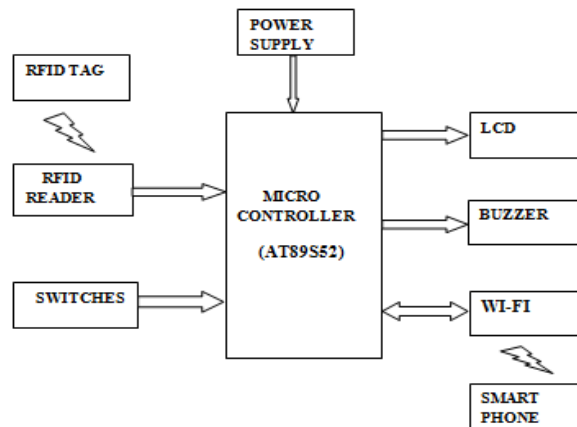 POWER
SUPPLY
RFID TAG
RFID
READER
SWITCHES
MICRO
CONTROLLER
(AT89S52)
LCD
BUZZER
WI-FI
SMART
PHONE